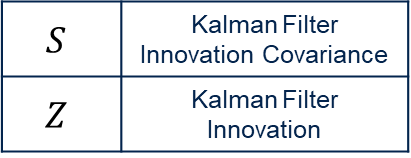 S
Kalman Filter
Innovation Covariance
Z
Kalman Filter
Innovation